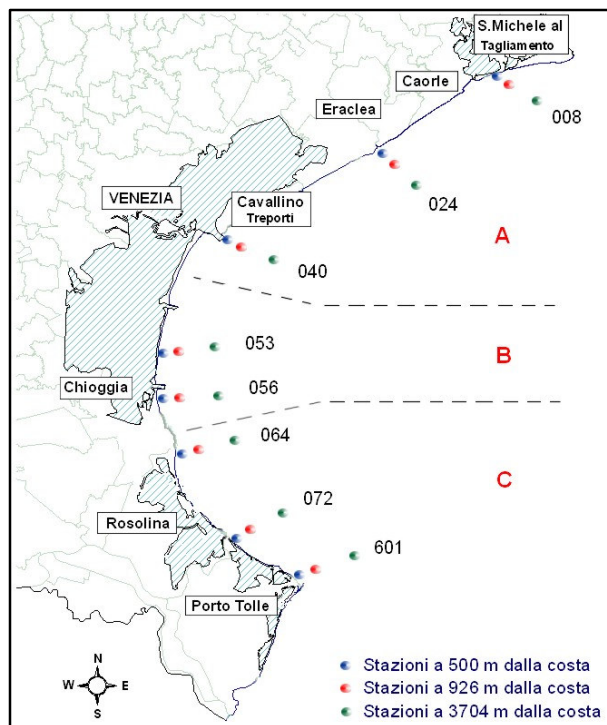 S.Michele al
Tagliamento
Caorle
008
Eraclea
024
VENEZIA
Cavallino
Treporti
A
040
053
B
Chioggia
056
064
C
072
Rosolina
601
Porto Tolle
N
W E
S
Stazioni a 500 m dalla costa
Stazioni a 926 m dalla costa
Stazioni a 3704 m dalla costa